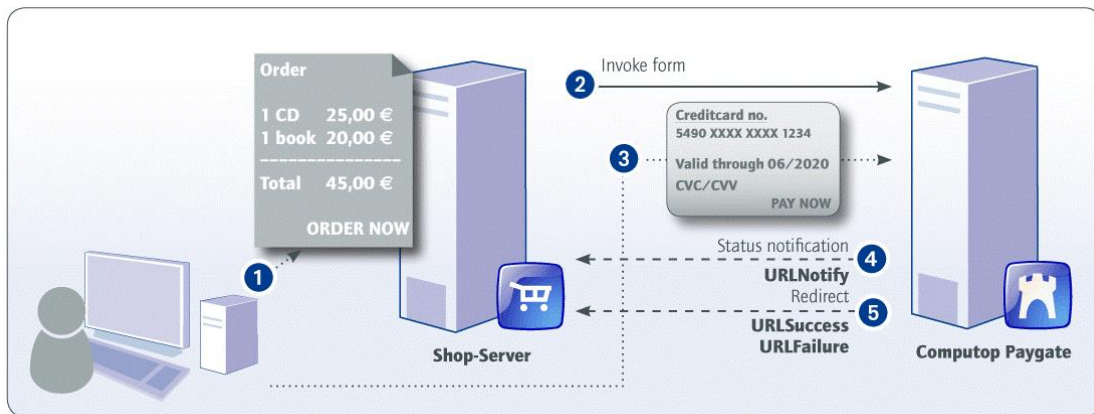 Order
1 CD 25,00 €
1 book 20,00 €
Total 45,00 €
ORDER NOW
1
2
Invoke form
Creditcard no.
5490 XXXX XXXX 1234
3
Valid through 06/2020
CVC/CVV
PAY NOW
Status notification
4
URLNotify
Redirect
5
URLSuccess
URLFailure
Shop-Server
Computop Paygate